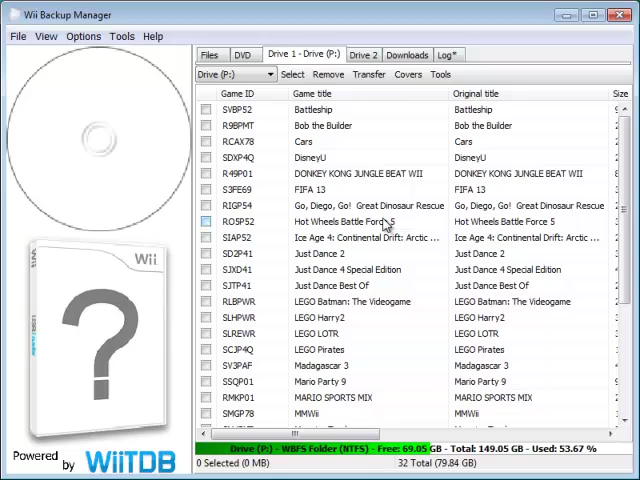 Wii Backup Manager
File View Options Tools Help
Files DVD Drive 1 - Drive (P:) Drive 2 Downloads Log*
Drive (P:) Select Remove Transfer Covers Tools
Game ID Game title Original title Size
SVBP52 Battleship Battleship
R9BPMT Bob the Builder Bob the Builder
RCAX78 Cars Cars
SDXP4Q DisneyU DisneyU
R49P01 DONKEY KONG JUNGLE BEAT WII DONKEY KONG JUNGLE BEAT WII
S3FE69 FIFA 13 FIFA 13
RIGP54 Go, Diego, Go! Great Dinosaur Rescue Go, Diego, Go! Great Dinosaur Rescue
ROSP52 Hot Wheels Battle Force 5 Hot Wheels Battle Force 5
SIAP52 Ice Age 4: Continental Drift: Arctic ... Ice Age 4: Continental Drift: Arctic ...
SD2P41 Just Dance 2 Just Dance 2
SJXD41 Just Dance 4 Special Edition Just Dance 4 Special Edition
SJTP41 Just Dance Best Of Just Dance Best Of
RLBPWR LEGO Batman: The Videogame LEGO Batman: The Videogame
SLHPWR LEGO Harry2 LEGO Harry2
SLREWR LEGO LOTR LEGO LOTR
SCJP4Q LEGO Pirates LEGO Pirates
SV3PAF Madagascar 3 Madagascar 3
SSQP01 Mario Party 9 Mario Party 9
RMKP01 MARIO SPORTS MIX MARIO SPORTS MIX
SMGP78 MMWii MMWii
Wii
?
Powered by WiiTDB
Drive (P:) - WBFS Folder (NTFS) - Free: 69.05 GB - Total: 149.05 GB - Used: 53.67 %
0 Selected (0 MB) 32 Total (79.84 GB)